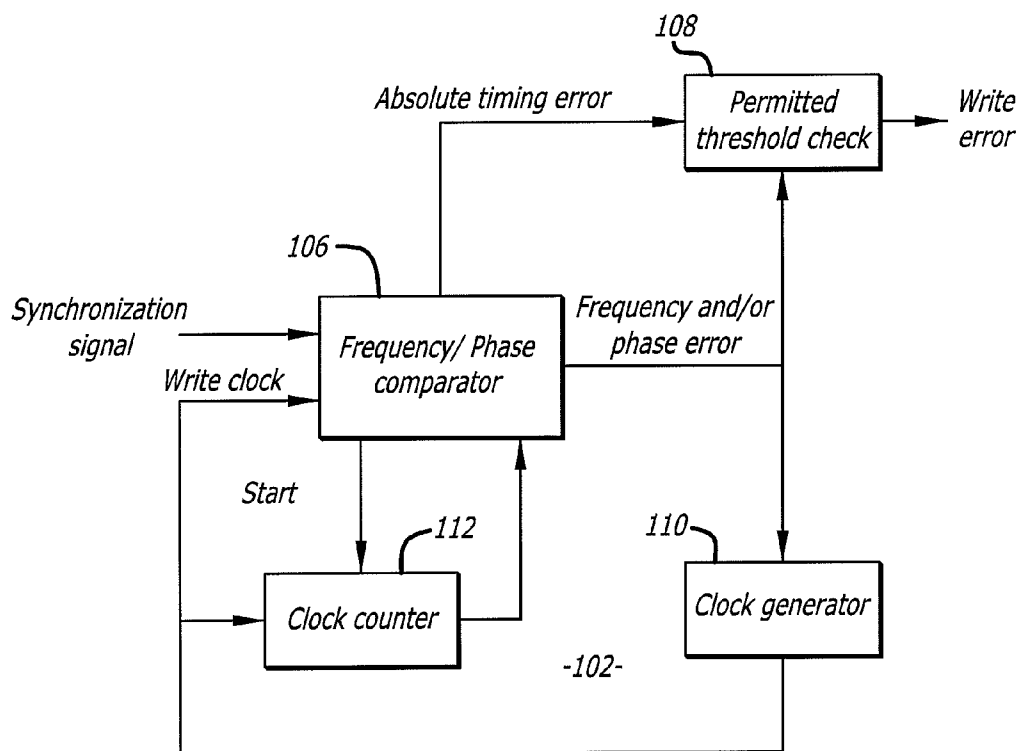 108
Absolute timing error
Permitted
threshold check
Write
error
106
Synchronization
signal
Frequency/ Phase
comparator
Frequency and/or
phase error
Write clock
Start
112
110
Clock counter
Clock generator
-102-